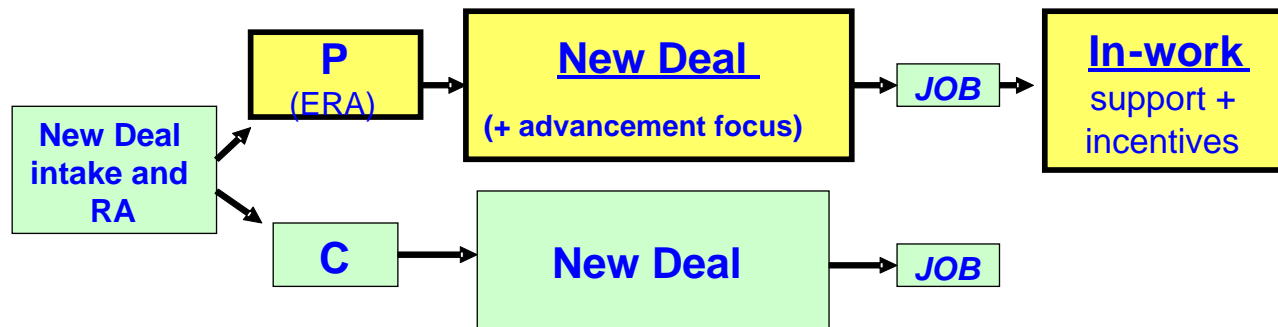 New Deal
intake and
RA
P
(ERA)
New Deal
(+ advancement focus)
JOB
In-work
support +
incentives
C
New Deal
JOB